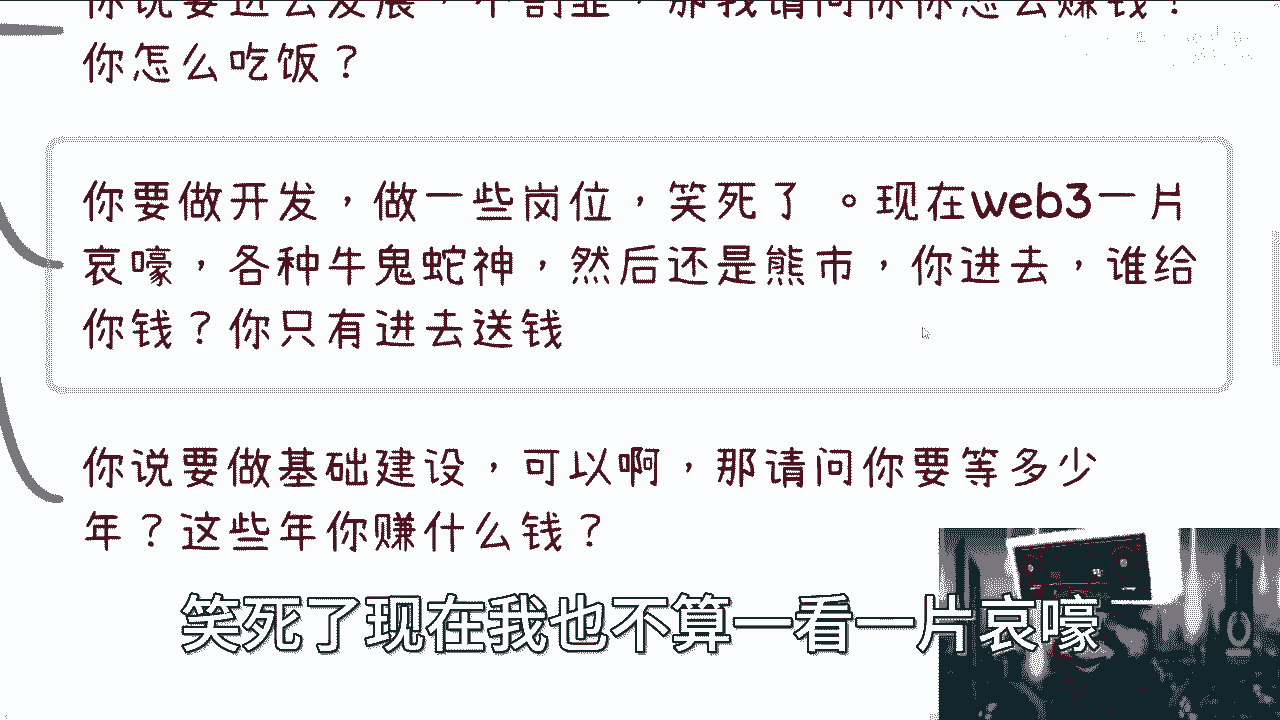 你说要进去发展，不割韭，那我请问你你怎么赚钱？
你怎么吃饭？
你要做开发，做一些岗位，笑死了 。现在web3一片
哀嚎，各种牛鬼蛇神，然后还是熊市，你进去，谁给
你钱？你只有进去送钱
你说要做基础建设，可以啊，那请问你要等多少
年？这些年你赚什么钱？
笑死了现在我也不算一看一片哀嚎